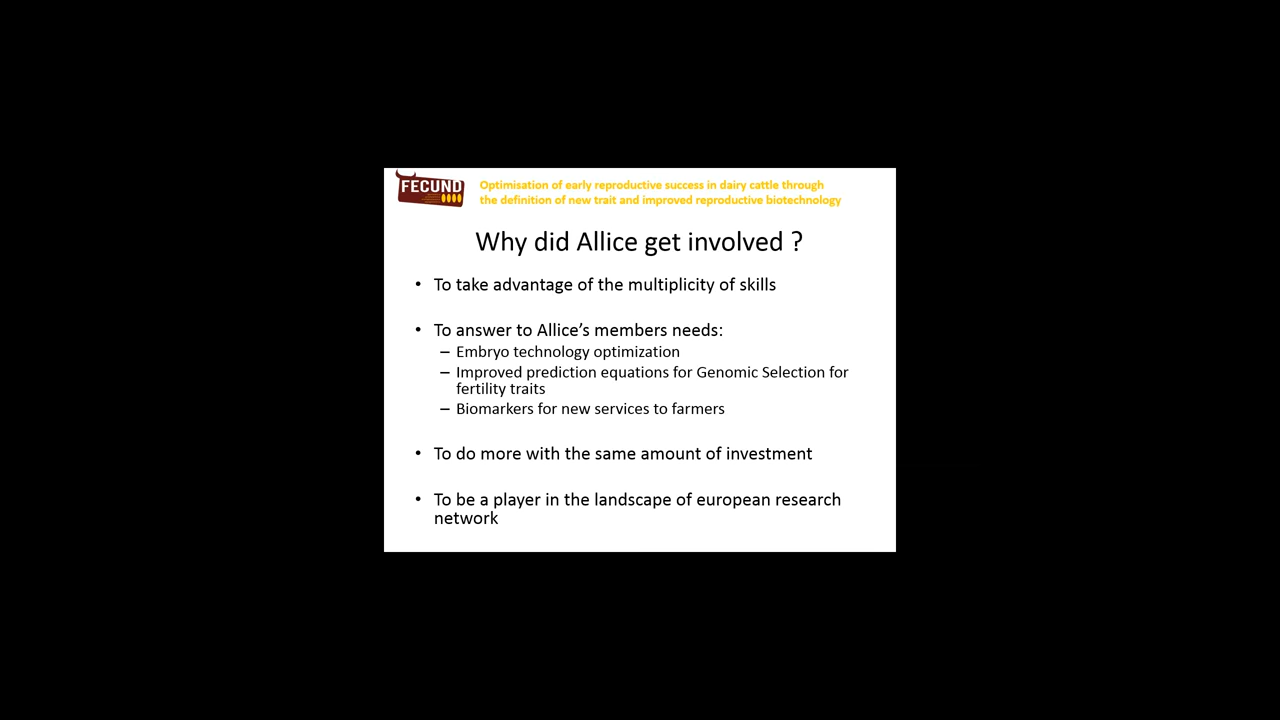 FECUND
Optimisation of early reproductive success in dairy cattle through
the definition of new trait and improved reproductive biotechnology
Why did Allice get involved ?
• To take advantage of the multiplicity of skills
• To answer to Allice’s members needs:
– Embryo technology optimization
– Improved prediction equations for Genomic Selection for
fertility traits
– Biomarkers for new services to farmers
• To do more with the same amount of investment
• To be a player in the landscape of european research
network